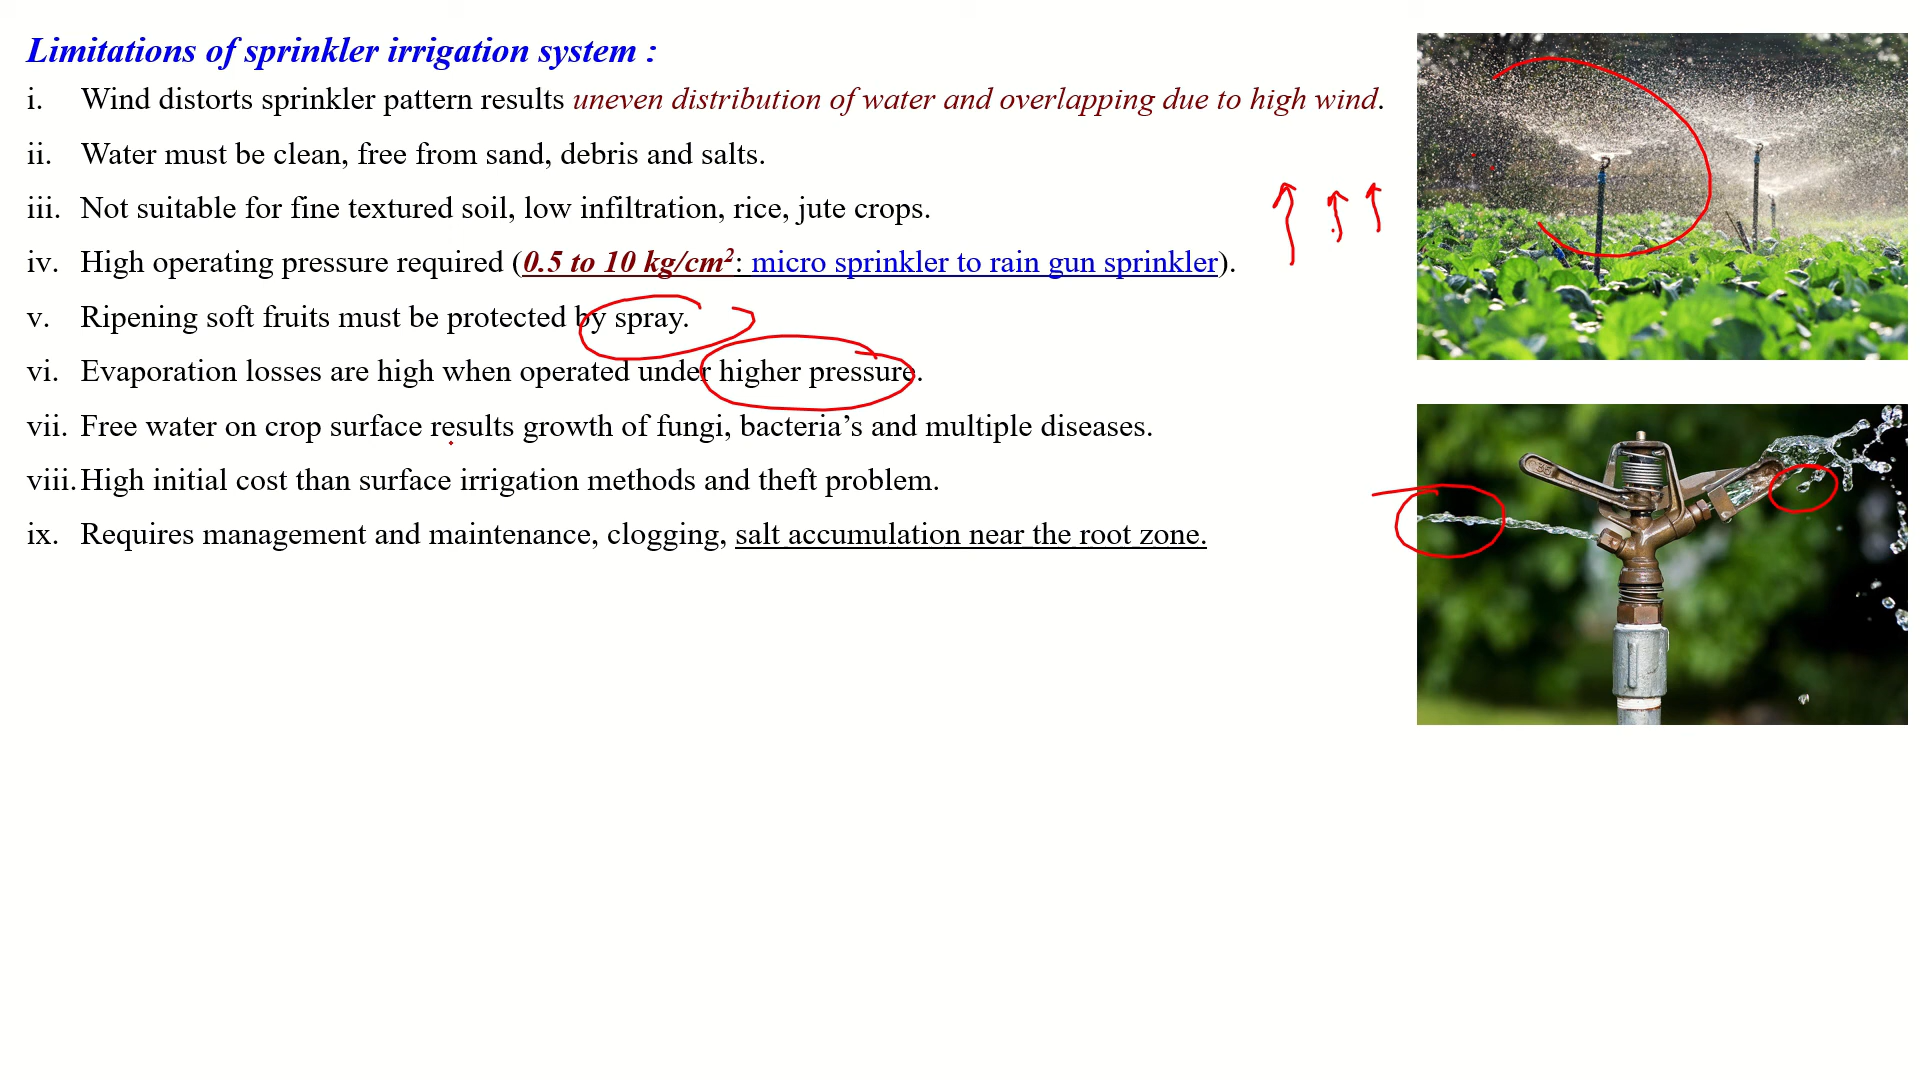 Limitations of sprinkler irrigation system :
i. Wind distorts sprinkler pattern results uneven distribution of water and overlapping due to high wind.
ii. Water must be clean, free from sand, debris and salts.
iii. Not suitable for fine textured soil, low infiltration, rice, jute crops.
iv. High operating pressure required (0.5 to 10 kg/cm²: micro sprinkler to rain gun sprinkler).
v. Ripening soft fruits must be protected by spray.
vi. Evaporation losses are high when operated under higher pressure.
vii. Free water on crop surface results growth of fungi, bacteria’s and multiple diseases.
viii. High initial cost than surface irrigation methods and theft problem.
ix. Requires management and maintenance, clogging, salt accumulation near the root zone.